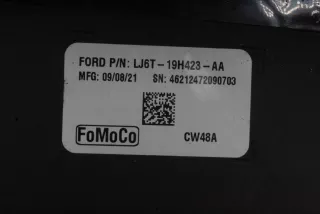 FORD P/N: LJ6T-19H423-AA
MFG: 09/08/21 SN: 46212472090703
FoMoCo
CW48A